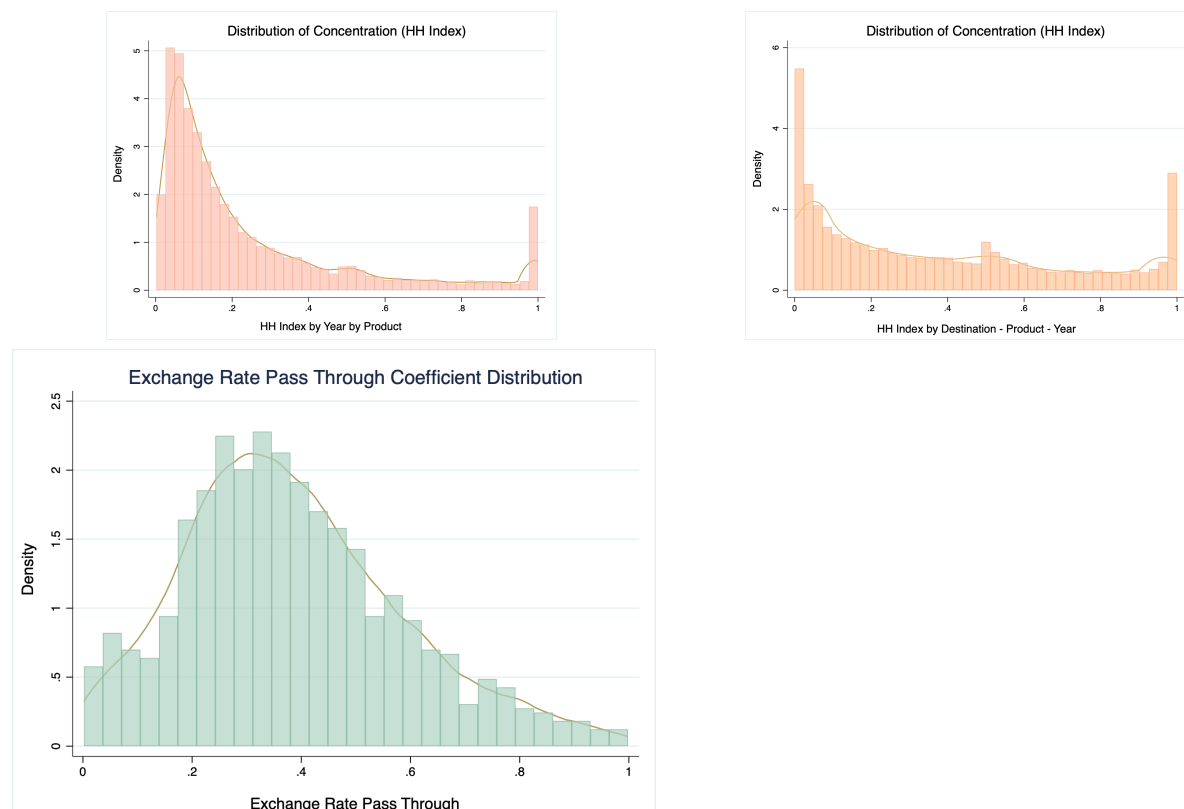 Distribution of Concentration (HH Index)
5
4
3
2
1
0
Density
0 .2 .4 .6 .8 1
HH Index by Year by Product
Distribution of Concentration (HH Index)
6
4
2
0
Density
0 .2 .4 .6 .8 1
HH Index by Destination - Product - Year
Exchange Rate Pass Through Coefficient Distribution
2.5
2
1.5
1
.5
0
Density
0 .2 .4 .6 .8 1
Exchange Rate Pass Through